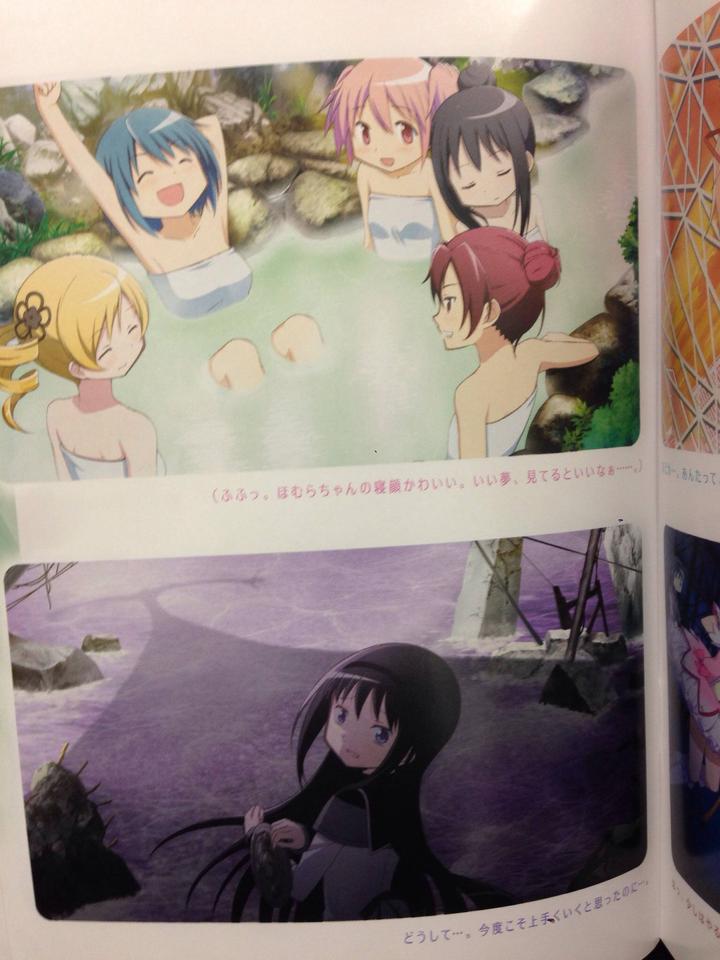 (ふふっ。ほむらちゃんの寝顔かわいい。いい夢、見てるといいなぁ……。)
どうして…。今度こそ上手くいくと思ったのに…。